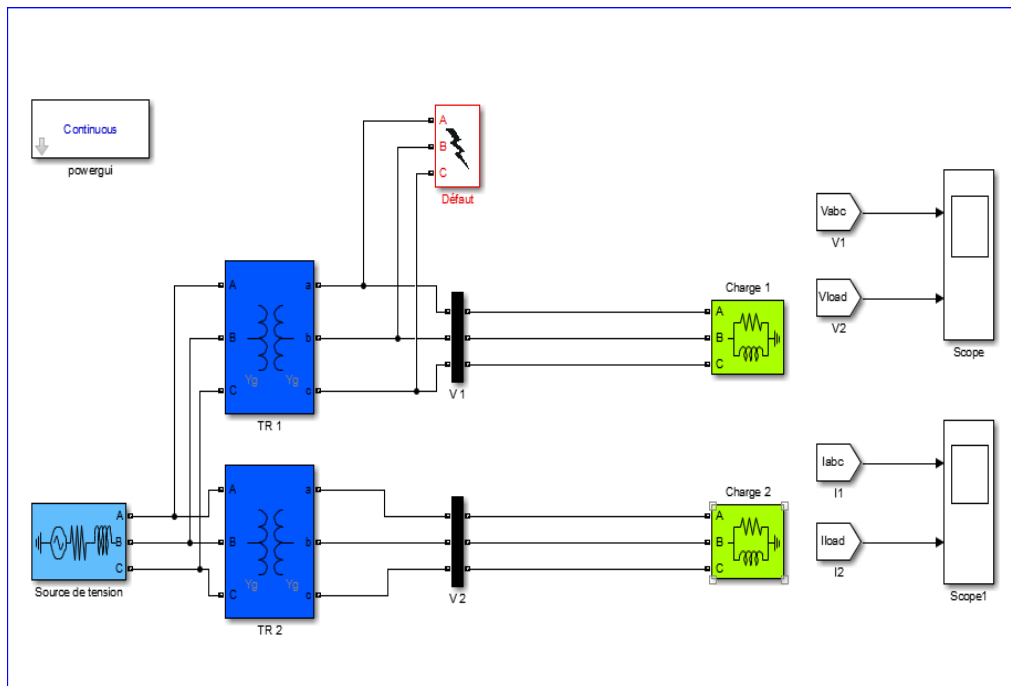 Continuous
powergui
A
B
C
Défaut
Vabc
V1
Vload
V2
Scope
A
B
C
a
b
c
Yg
Yg
TR 1
V 1
Charge 1
A
B
C
Iabc
I1
Iload
I2
Scope1
A
B
C
Source de tension
A
B
C
a
b
c
Yg
Yg
TR 2
V 2
Charge 2
A
B
C